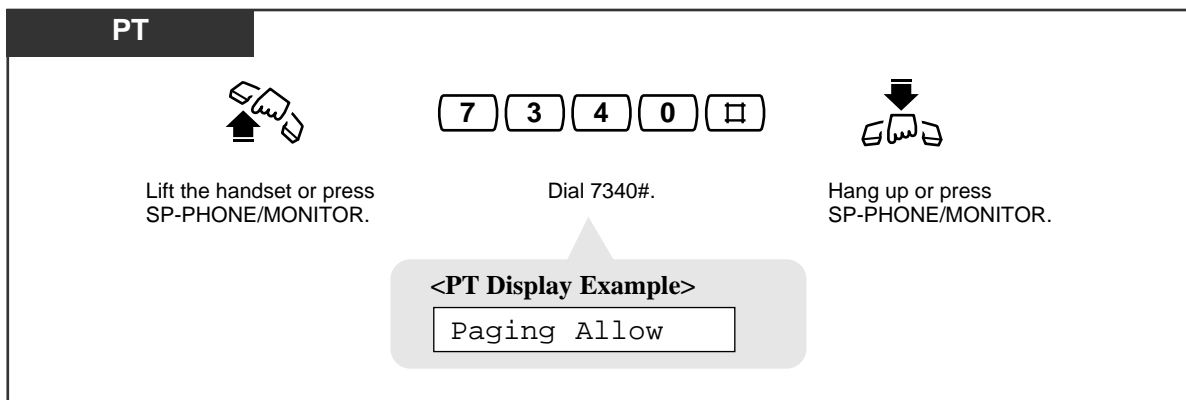 PT
7 3 4 0 #
Lift the handset or press
SP-PHONE/MONITOR.
Dial 7340#.
Hang up or press
SP-PHONE/MONITOR.
<PT Display Example>
Paging Allow